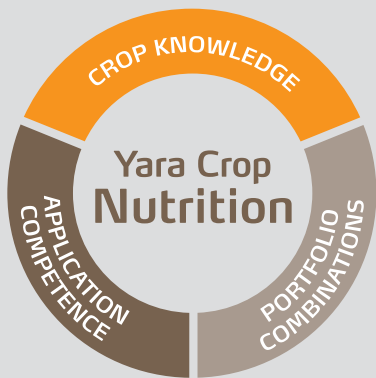 CROP KNOWLEDGE
Yara Crop
Nutrition
APPLICATION
COMPETENCE
PORTFOLIO
COMBINATIONS